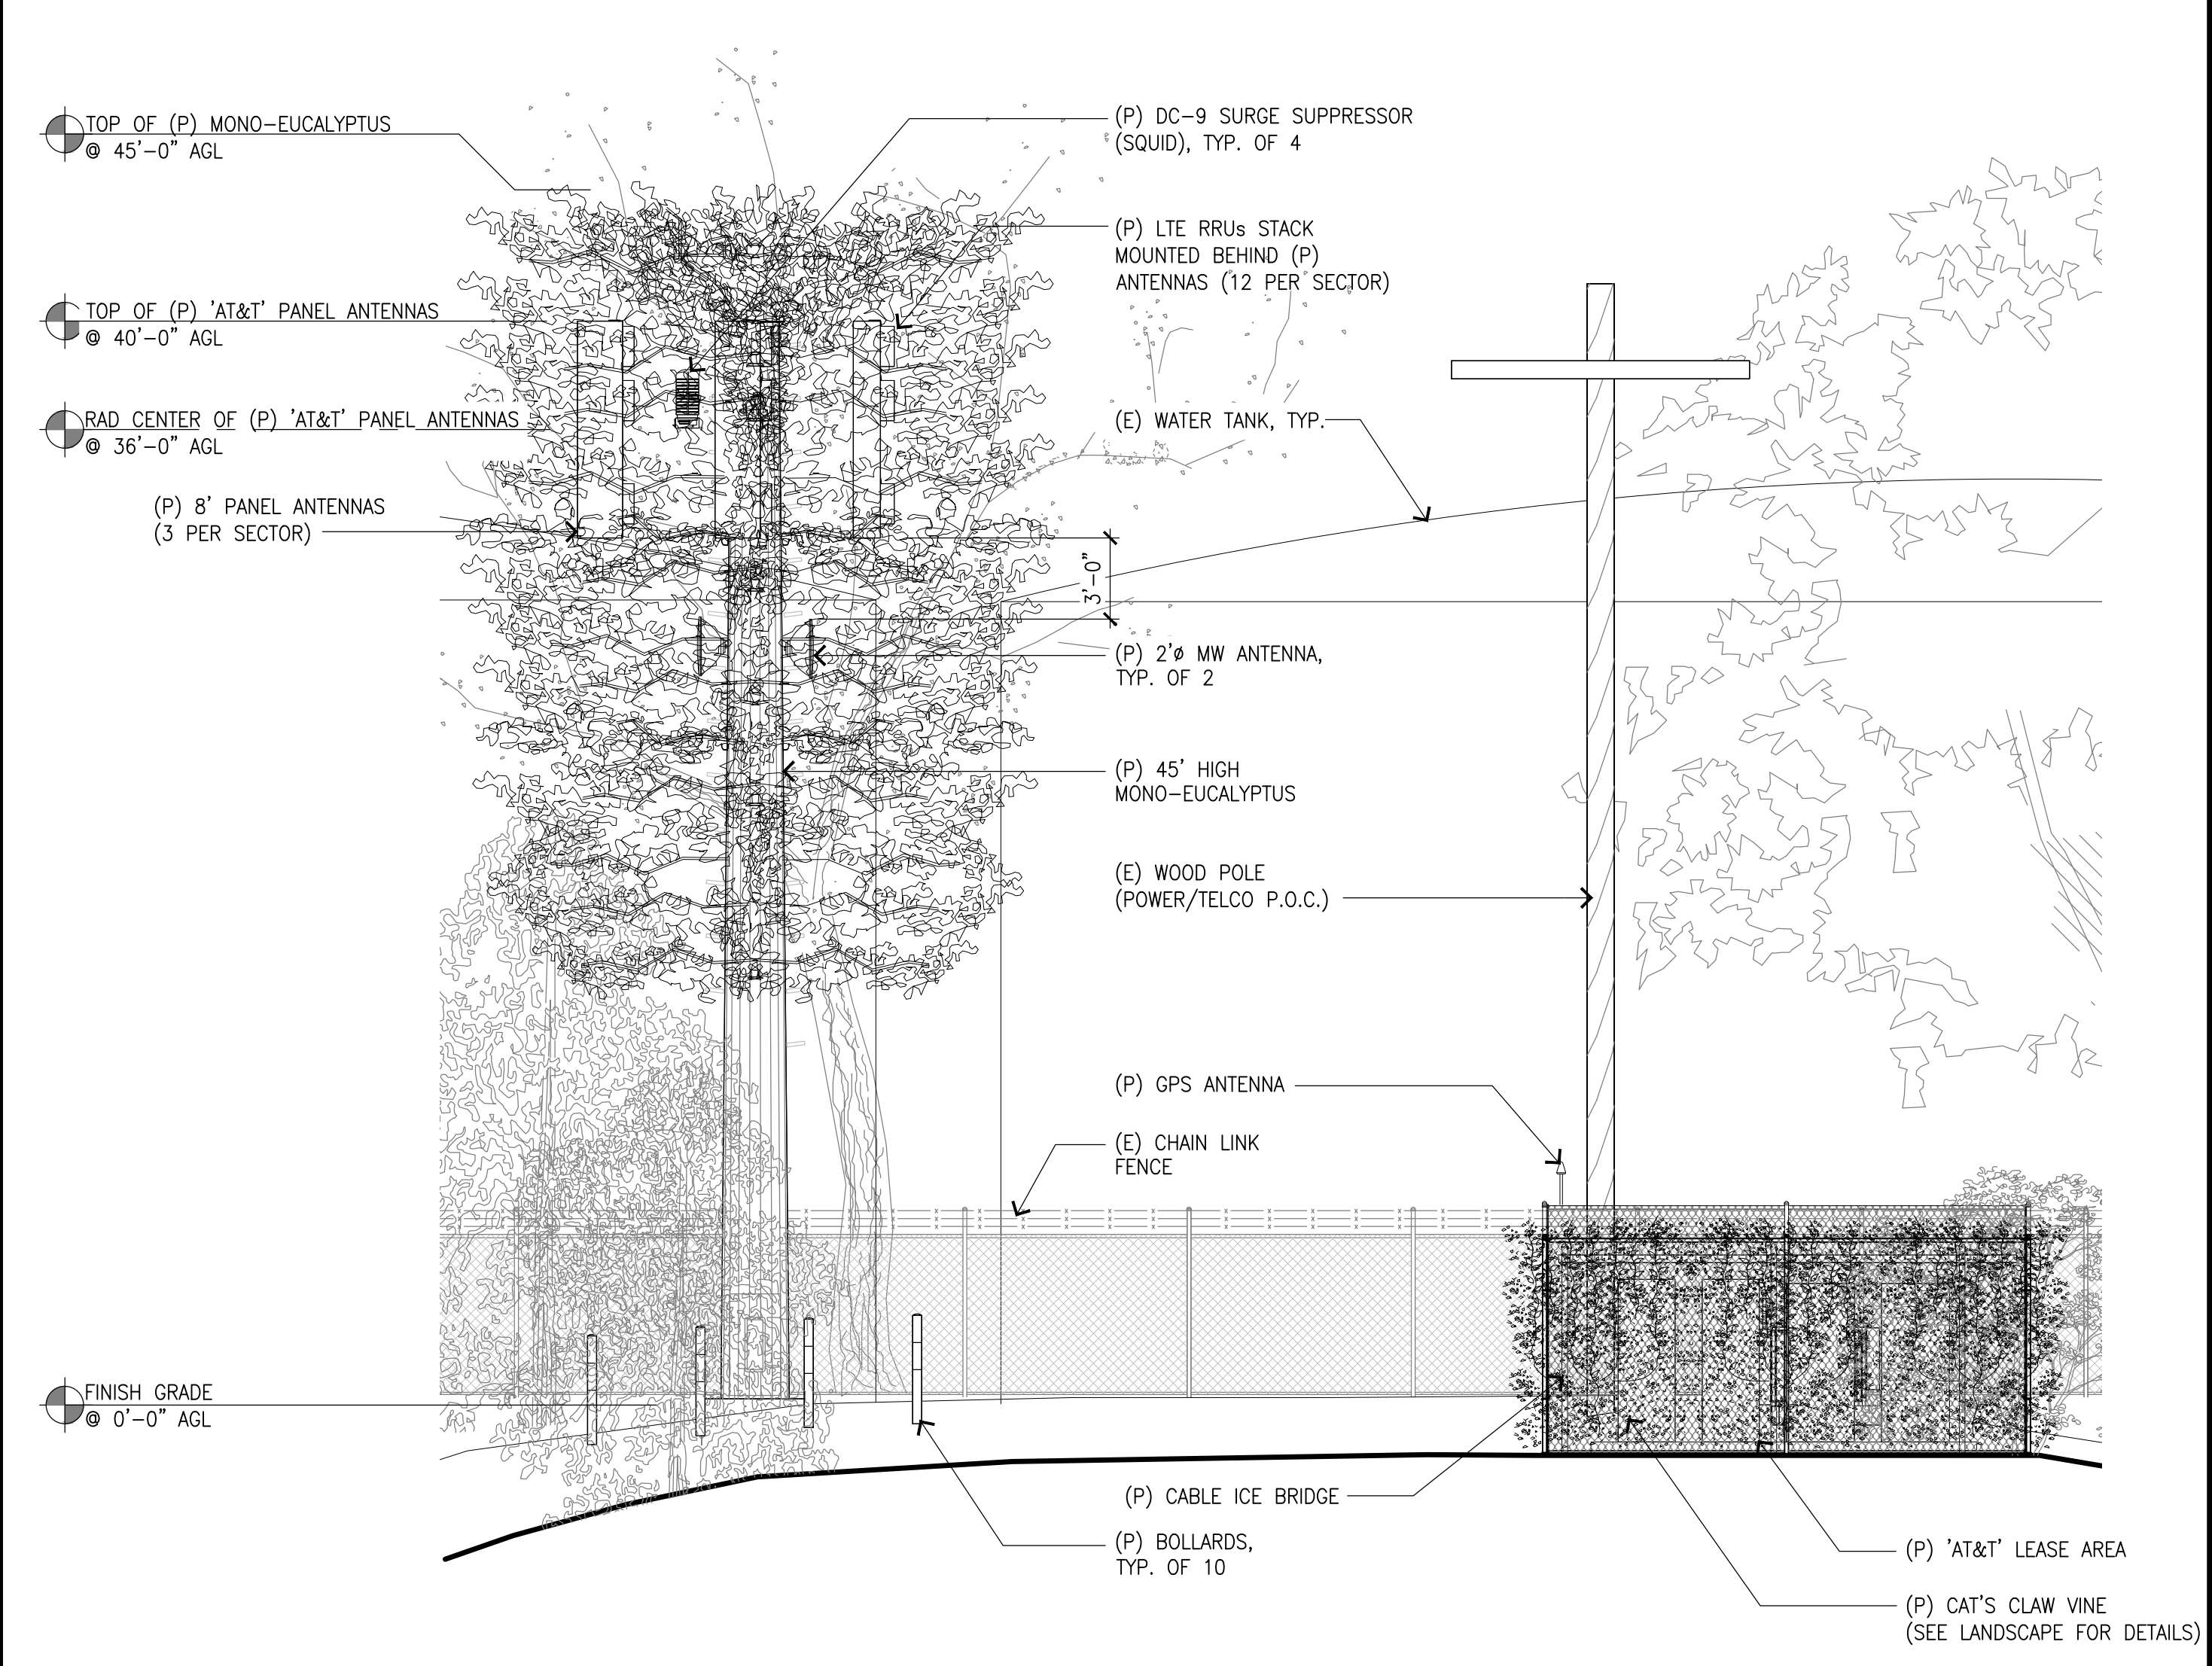 TOP OF (P) MONO-EUCALYPTUS
@ 45'-0" AGL
TOP OF (P) 'AT&T' PANEL ANTENNAS
@ 40'-0" AGL
RAD CENTER OF (P) 'AT&T' PANEL ANTENNAS
@ 36'-0" AGL
(P) 8' PANEL ANTENNAS
(3 PER SECTOR)
FINISH GRADE
@ 0'-0" AGL
(P) DC-9 SURGE SUPPRESSOR
(SQUID), TYP. OF 4
(P) LTE RRUs STACK
MOUNTED BEHIND (P)
ANTENNAS (12 PER SECTOR)
(E) WATER TANK, TYP.
3'-0"
(P) 2'ø MW ANTENNA,
TYP. OF 2
(P) 45' HIGH
MONO-EUCALYPTUS
(E) WOOD POLE
(POWER/TELCO P.O.C.)
(P) GPS ANTENNA
(E) CHAIN LINK
FENCE
(P) CABLE ICE BRIDGE
(P) BOLLARDS,
TYP. OF 10
(P) 'AT&T' LEASE AREA
(P) CAT'S CLAW VINE
(SEE LANDSCAPE FOR DETAILS)